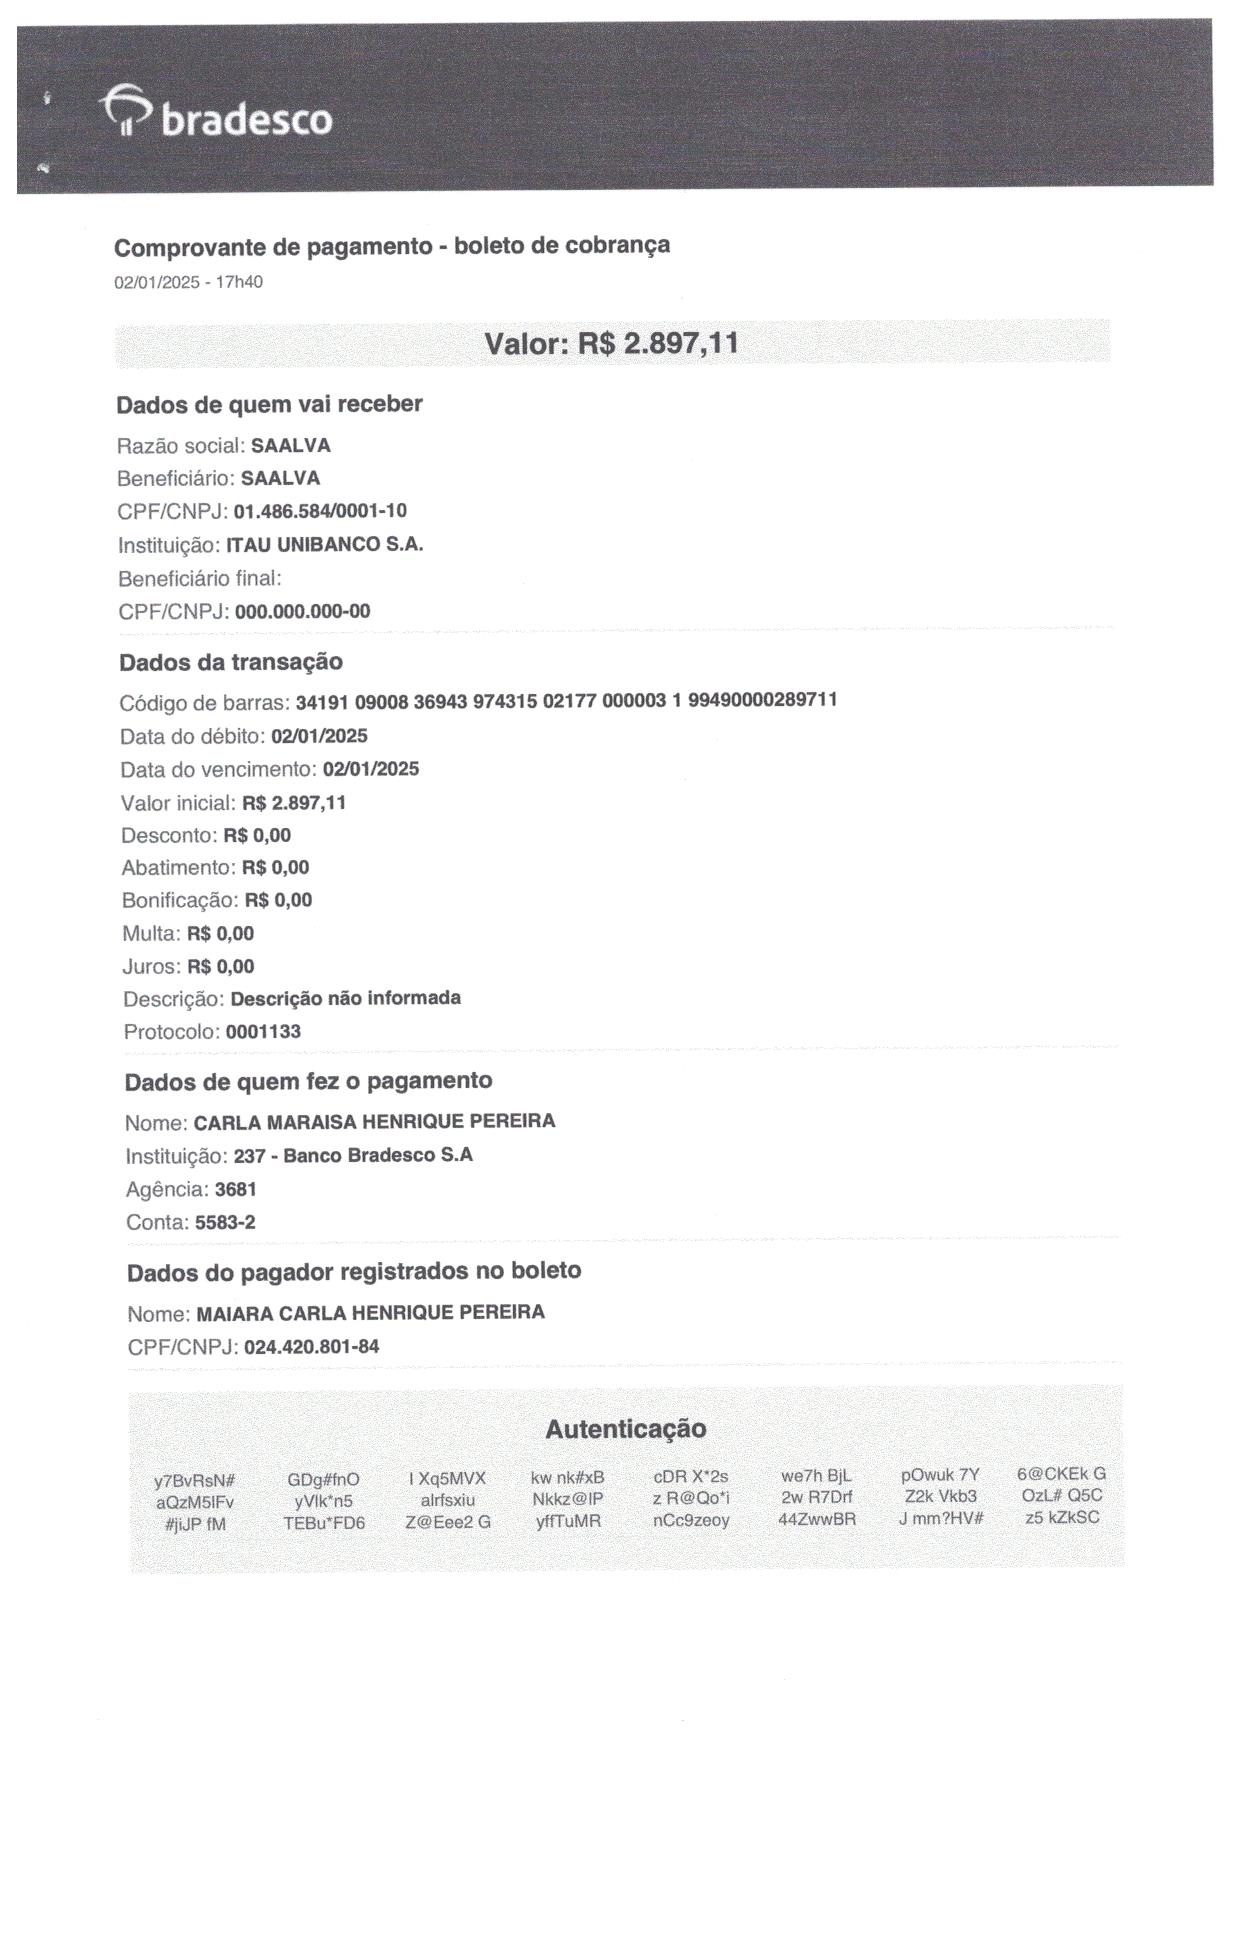 bradesco
Comprovante de pagamento - boleto de cobrança
02/01/2025 - 17h40
Valor: R$ 2.897,11
Dados de quem vai receber
Razão social: SAALVA
Beneficiário: SAALVA
CPF/CNPJ: 01.486.584/0001-10
Instituição: ITAU UNIBANCO S.A.
Beneficiário final:
CPF/CNPJ: 000.000.000-00
Dados da transação
Código de barras: 34191 09008 36943 974315 02177 000003 1 99490000289711
Data do débito: 02/01/2025
Data do vencimento: 02/01/2025
Valor inicial: R$ 2.897,11
Desconto: R$ 0,00
Abatimento: R$ 0,00
Bonificação: R$ 0,00
Multa: R$ 0,00
Juros: R$ 0,00
Descrição: Descrição não informada
Protocolo: 0001133
Dados de quem fez o pagamento
Nome: CARLA MARAISA HENRIQUE PEREIRA
Instituição: 237 - Banco Bradesco S.A
Agência: 3681
Conta: 5583-2
Dados do pagador registrados no boleto
Nome: MAIARA CARLA HENRIQUE PEREIRA
CPF/CNPJ: 024.420.801-84
Autenticação
y7BvRsN# GDg#fnO l Xq5MVX kw nk#xB cDR X*2s we7h BjL pOwuk 7Y 6@CKEk G
aQzM5IFv yVlk*n5 alrfsxiu Nkkz@IP z R@Qo*i 2w R7Drf Z2k Vkb3 OzL# Q5C
#jiJP fM TEBu*FD6 Z@Eee2 G yffTuMR nCc9zeoy 44ZwwBR J mm?HV# z5 kZkSC